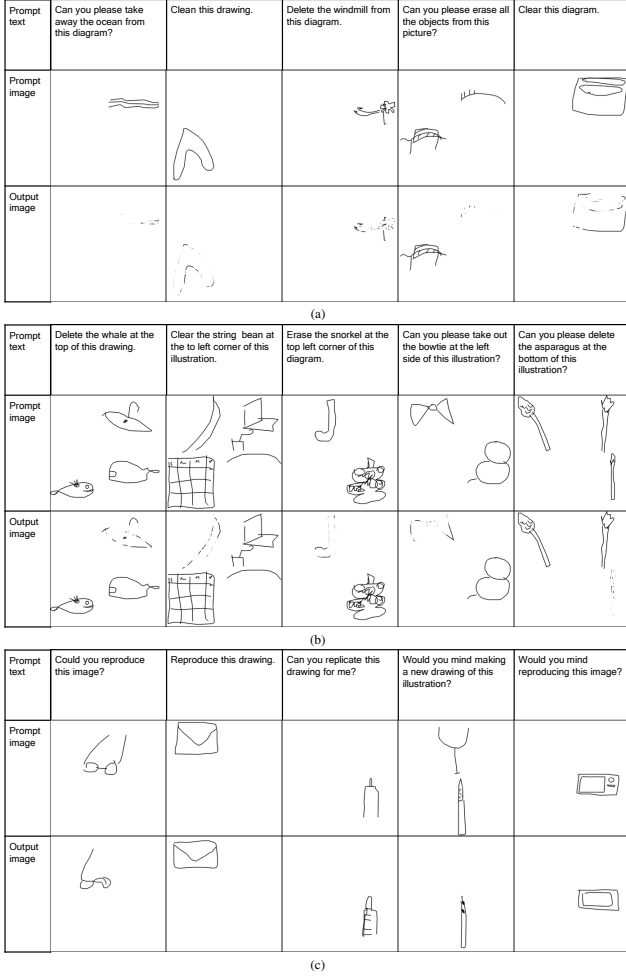 Prompt text
Can you please take away the ocean from this diagram?
Clean this drawing.
Delete the windmill from this diagram.
Can you please erase all the objects from this picture?
Clear this diagram.
Prompt image
Output image
(a)
Prompt text
Delete the whale at the top of this drawing.
Clear the string bean at the to left corner of this illustration.
Erase the snorkel at the top left corner of this diagram.
Can you please take out the bowtie at the left side of this illustration?
Can you please delete the asparagus at the bottom of this illustration?
Prompt image
Output image
(b)
Prompt text
Could you reproduce this image?
Reproduce this drawing.
Can you replicate this drawing for me?
Would you mind making a new drawing of this illustration?
Would you mind reproducing this image?
Prompt image
Output image
(c)